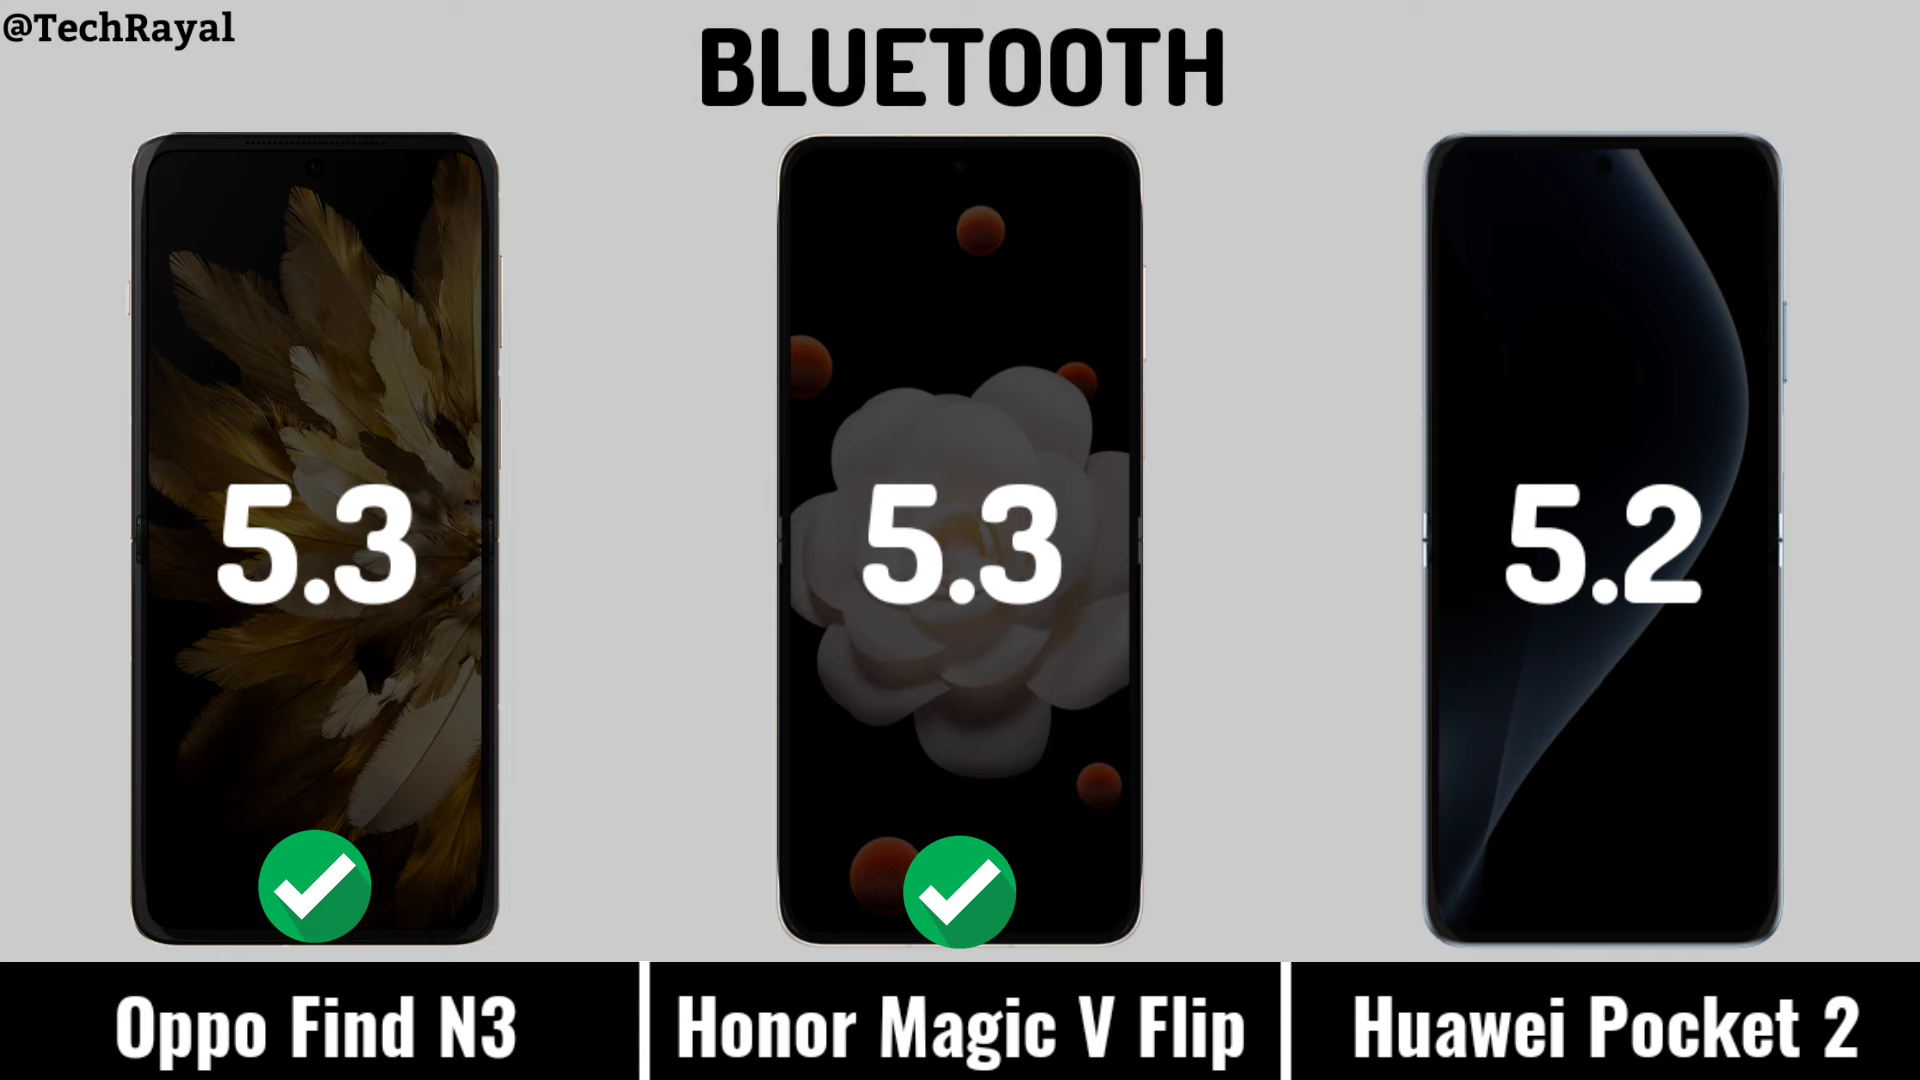 @TechRayal
BLUETOOTH
5.3
5.3
5.2
Oppo Find N3
Honor Magic V Flip
Huawei Pocket 2